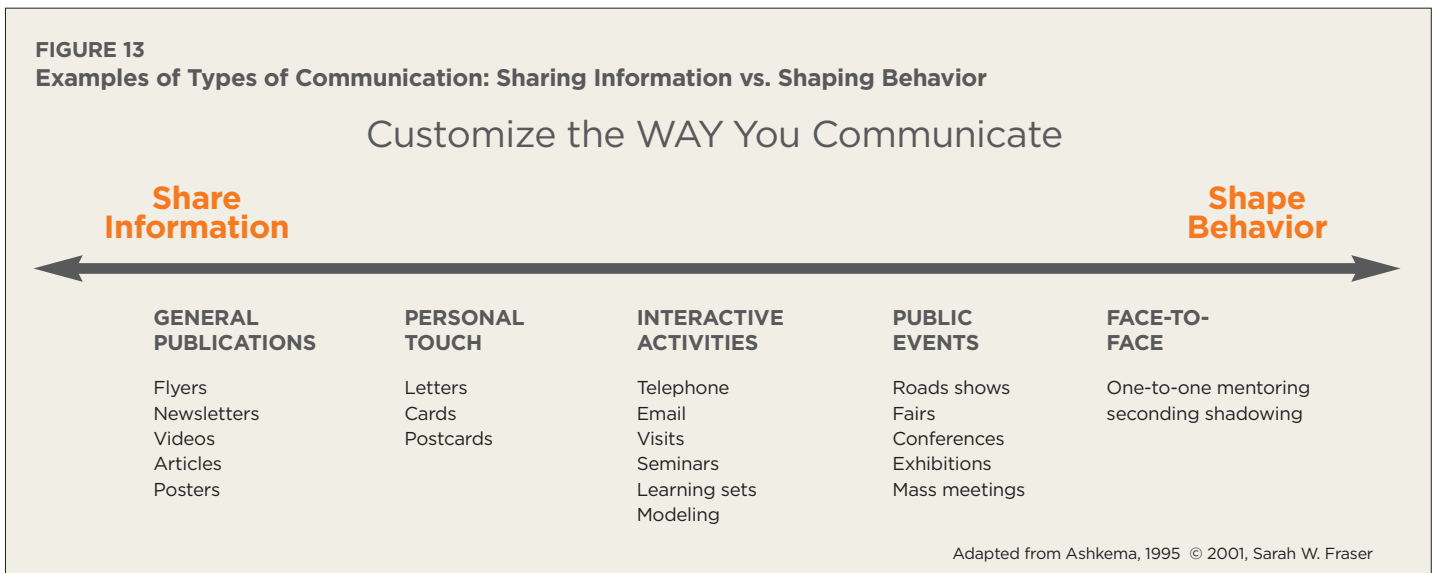 FIGURE 13
Examples of Types of Communication: Sharing Information vs. Shaping Behavior
Customize the WAY You Communicate
Share
Information
Shape
Behavior
GENERAL
PUBLICATIONS
Flyers
Newsletters
Videos
Articles
Posters
PERSONAL
TOUCH
Letters
Cards
Postcards
INTERACTIVE
ACTIVITIES
Telephone
Email
Visits
Seminars
Learning sets
Modeling
PUBLIC
EVENTS
Roads shows
Fairs
Conferences
Exhibitions
Mass meetings
FACE-TO-
FACE
One-to-one mentoring
seconding shadowing
Adapted from Ashkema, 1995 © 2001, Sarah W. Fraser